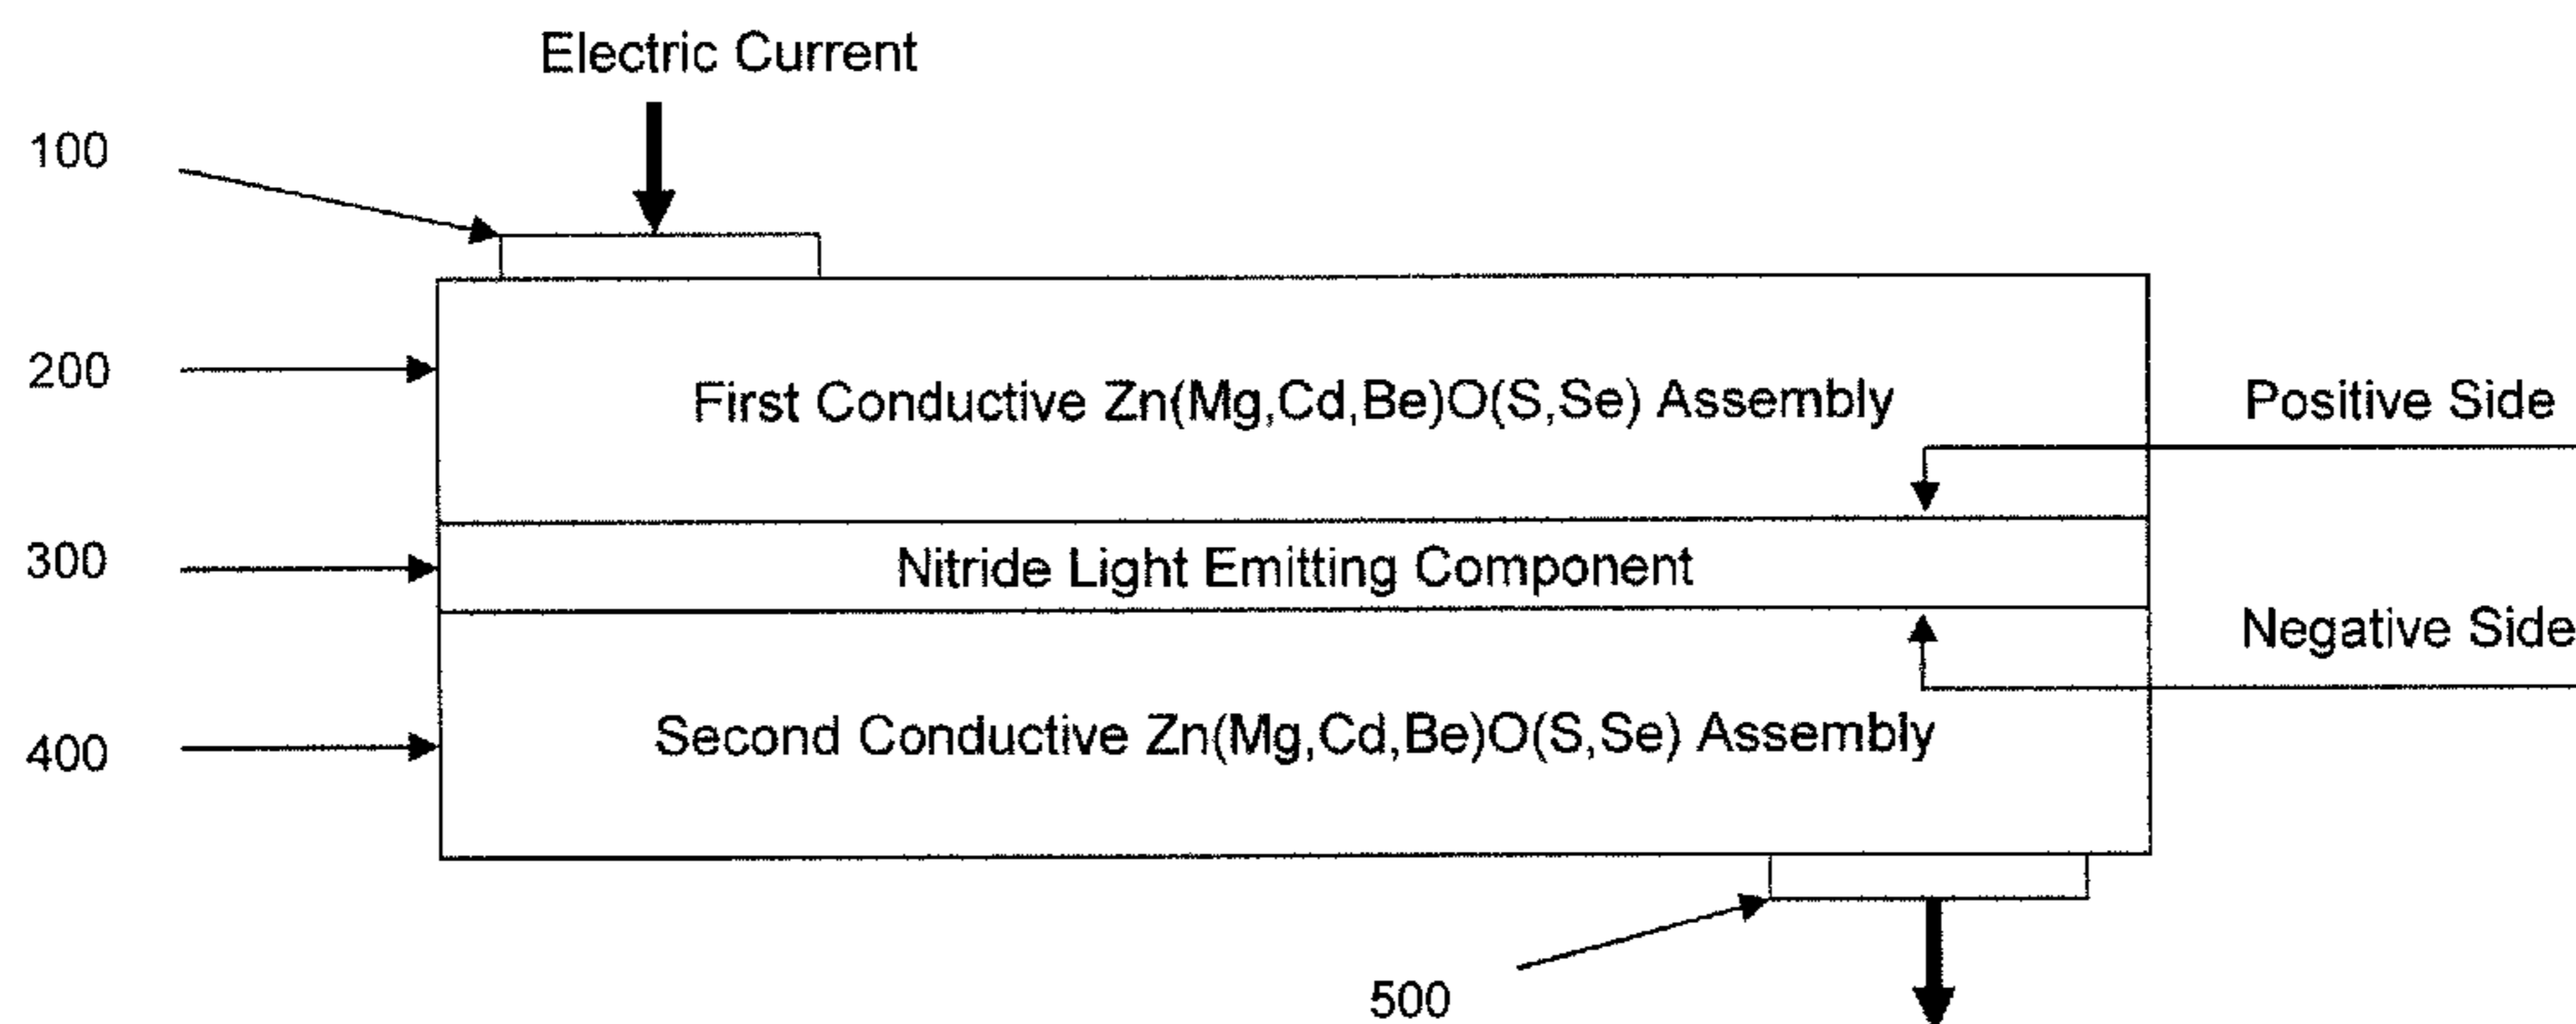 Electric Current
100
200
First Conductive Zn(Mg,Cd,Be)O(S,Se) Assembly
Positive Side
300
Nitride Light Emitting Component
Negative Side
400
Second Conductive Zn(Mg,Cd,Be)O(S,Se) Assembly
500